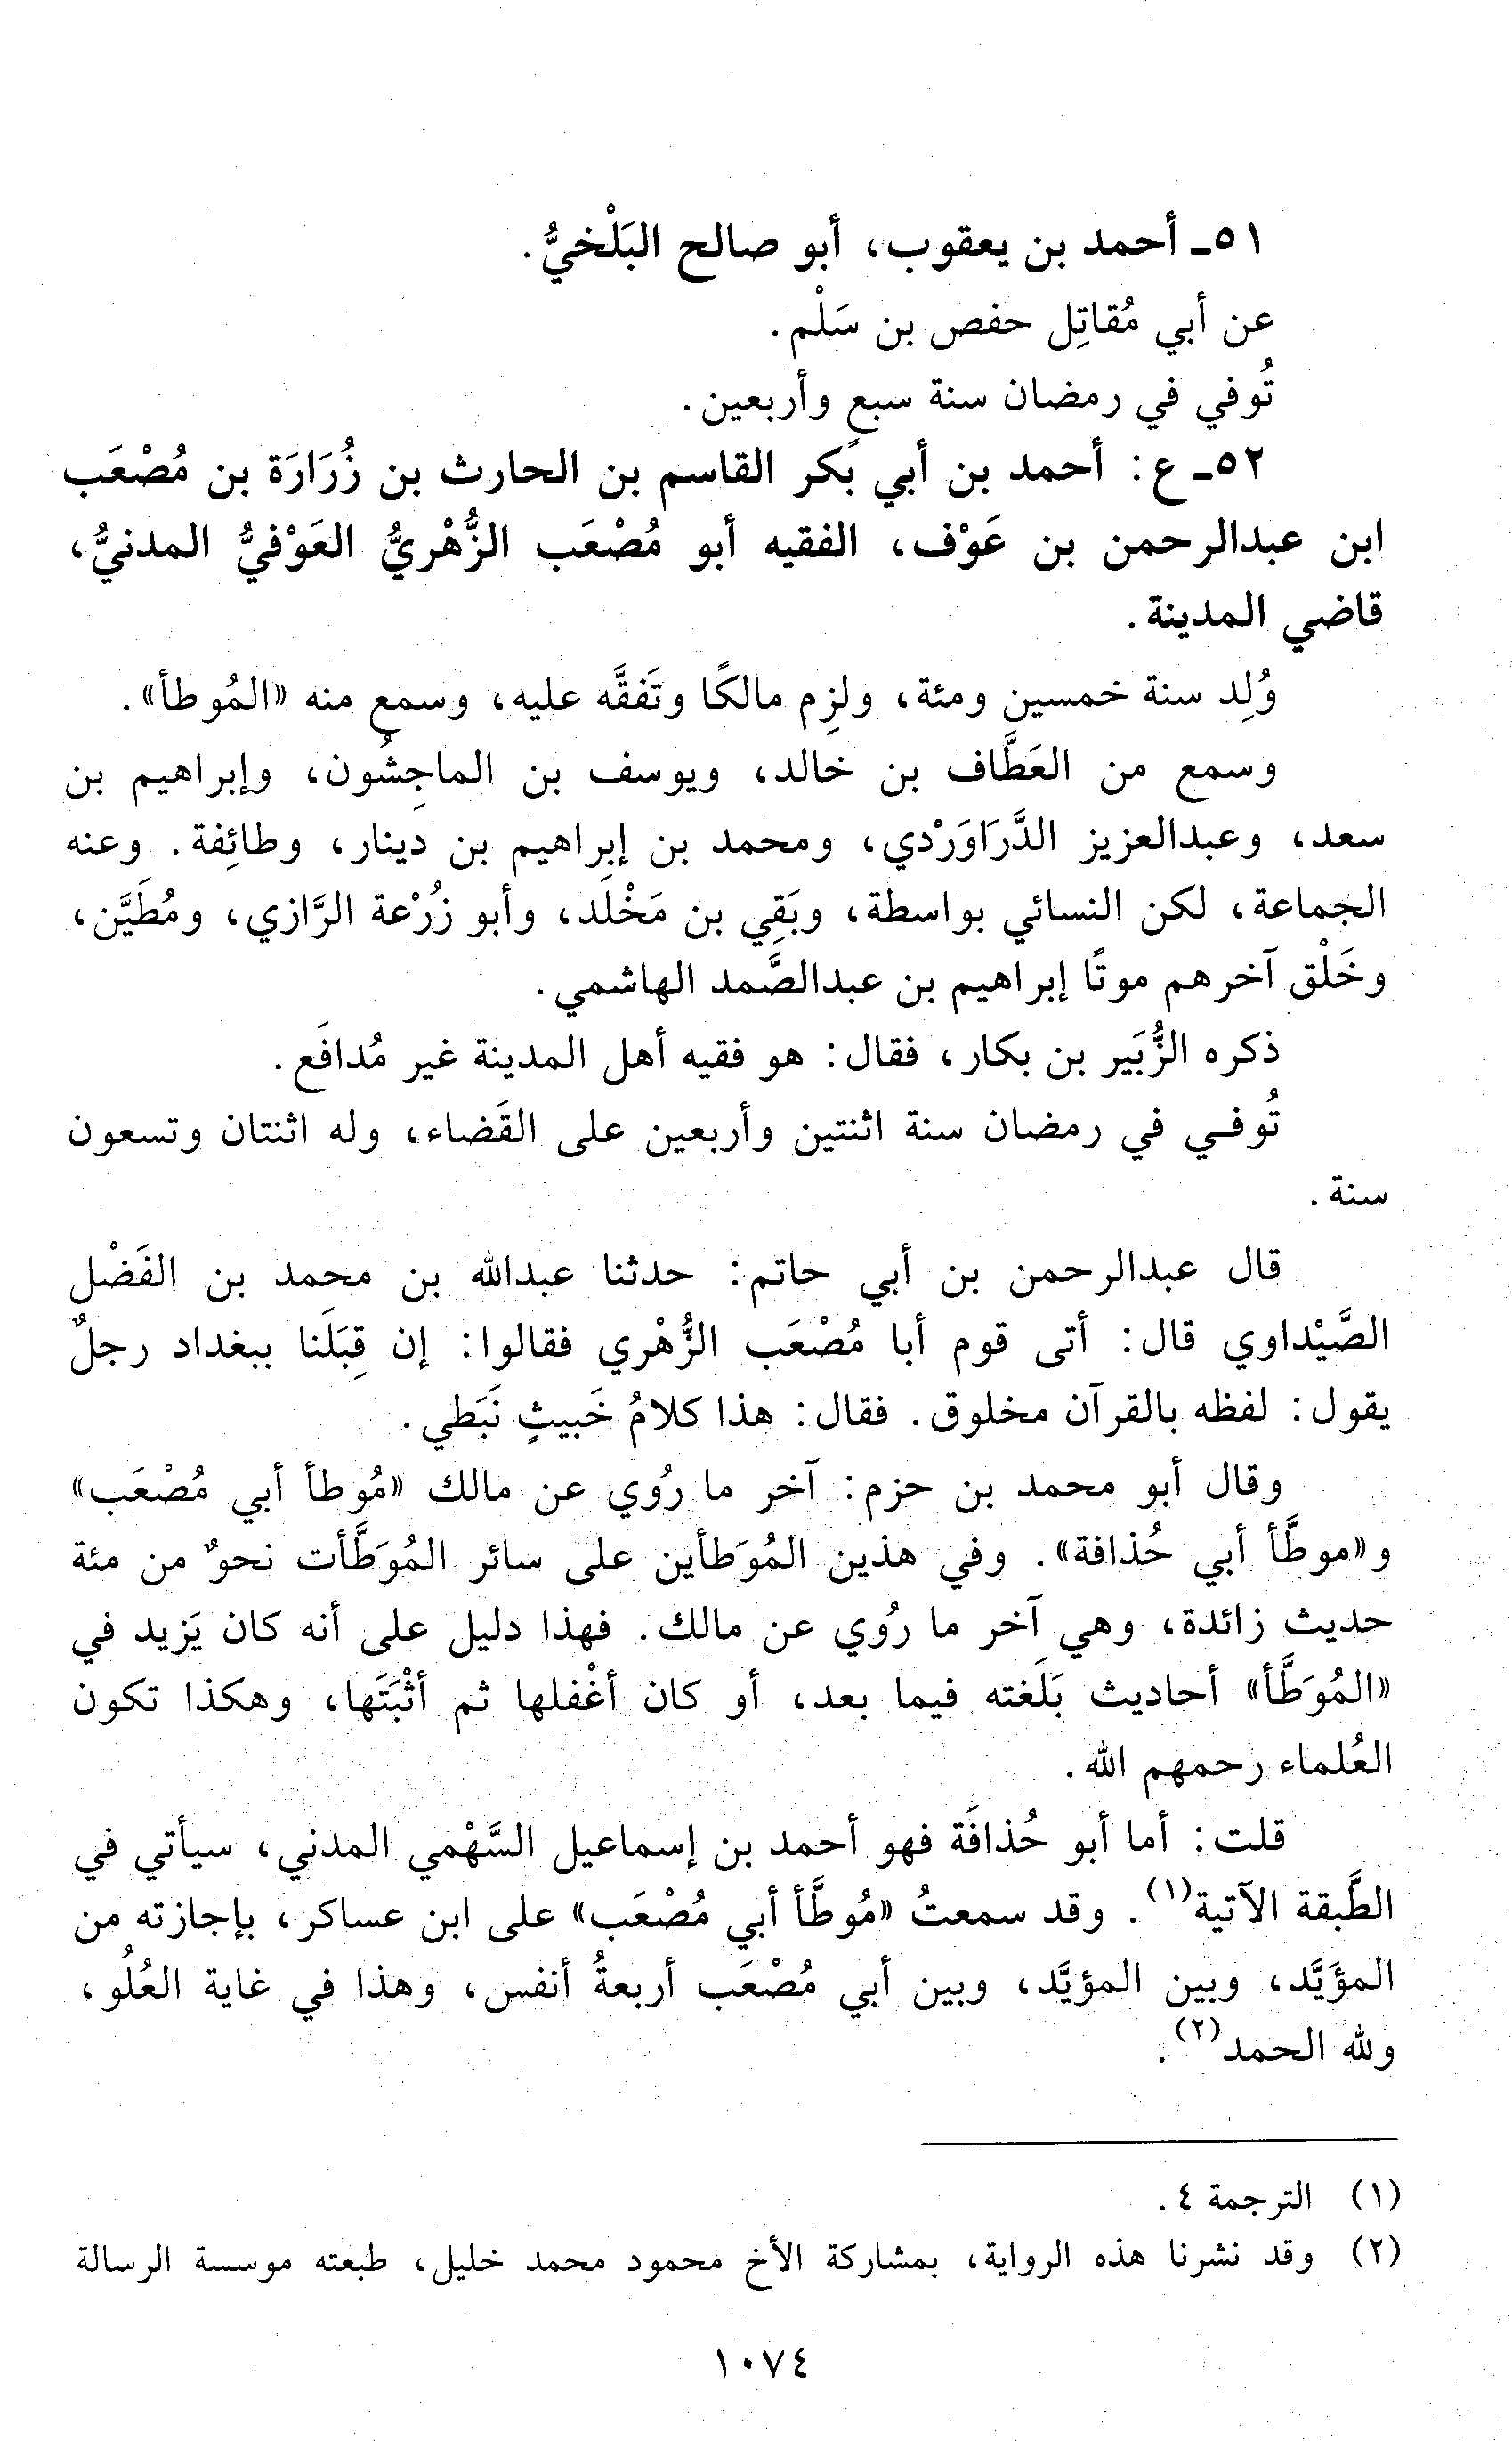 ٥١ـ أحمد بن يعقوب، أبو صالح البَلْخيُّ.
عن أبي مُقاتِل حفص بن سَلْم.
تُوفي في رمضان سنة سبعٍ وأربعين.
٥٢ـ ع: أحمد بن أبي بكر القاسم بن الحارث بن زُرَارَة بن مُصْعَب
ابن عبدالرحمن بن عَوْف، الفقيه أبو مُصْعَب الزُّهْريُّ العَوْفيُّ المدنيُّ،
قاضي المدينة.
وُلِد سنة خمسين ومئة، ولزِم مالكًا وتَفقَّه عليه، وسمع منه «المُوطأ».
وسمع من العَطَّاف بن خالد، ويوسف بن الماجِشُون، وإبراهيم بن
سعد، وعبدالعزيز الدَّرَاوَرْدي، ومحمد بن إبراهيم بن دينار، وطائِفة. وعنه
الجماعة، لكن النسائي بواسطة، وبَقِي بن مَخْلَد، وأبو زُرْعة الرَّازي، ومُطَيَّن،
وخَلْق آخرهم موتًا إبراهيم بن عبدالصَّمد الهاشمي.
ذكره الزُّبَير بن بكار، فقال: هو فقيه أهل المدينة غير مُدافَع.
تُوفي في رمضان سنة اثنتين وأربعين على القَضاء، وله اثنتان وتسعون
سنة.
قال عبدالرحمن بن أبي حاتم: حدثنا عبدالله بن محمد بن الفَضْل
الصَّيْداوي قال: أتى قوم أبا مُصْعَب الزُّهْري فقالوا: إن قِبَلَنا ببغداد رجلٌ
يقول: لفظه بالقرآن مخلوق. فقال: هذا كلامُ خَبيثٍ نَبَطي.
وقال أبو محمد بن حزم: آخر ما رُوي عن مالك «مُوطأ أبي مُصْعَب»
و«موطَّأ أبي حُذافة». وفي هذين المُوَطأين على سائر المُوَطَّأت نحوٌ من مئة
حديث زائدة، وهي آخر ما رُوي عن مالك. فهذا دليل على أنه كان يَزيد في
«المُوَطَّأ» أحاديث بَلَغته فيما بعد، أو كان أغْفلها ثم أثْبَتَها، وهكذا تكون
العُلماء رحمهم الله.
قلت: أما أبو حُذافَة فهو أحمد بن إسماعيل السَّهْمي المدني، سيأتي في
الطَّبقة الآتية(١). وقد سمعتُ «مُوطَّأ أبي مُصْعَب» على ابن عساكر، بإجازته من
المؤَيَّد، وبين المؤيَّد، وبين أبي مُصْعَب أربعةُ أنفس، وهذا في غاية العُلُو،
ولله الحمد(٢).
(١) الترجمة ٤.
(٢) وقد نشرنا هذه الرواية، بمشاركة الأخ محمود محمد خليل، طبعته موسسة الرسالة
١٠٧٤